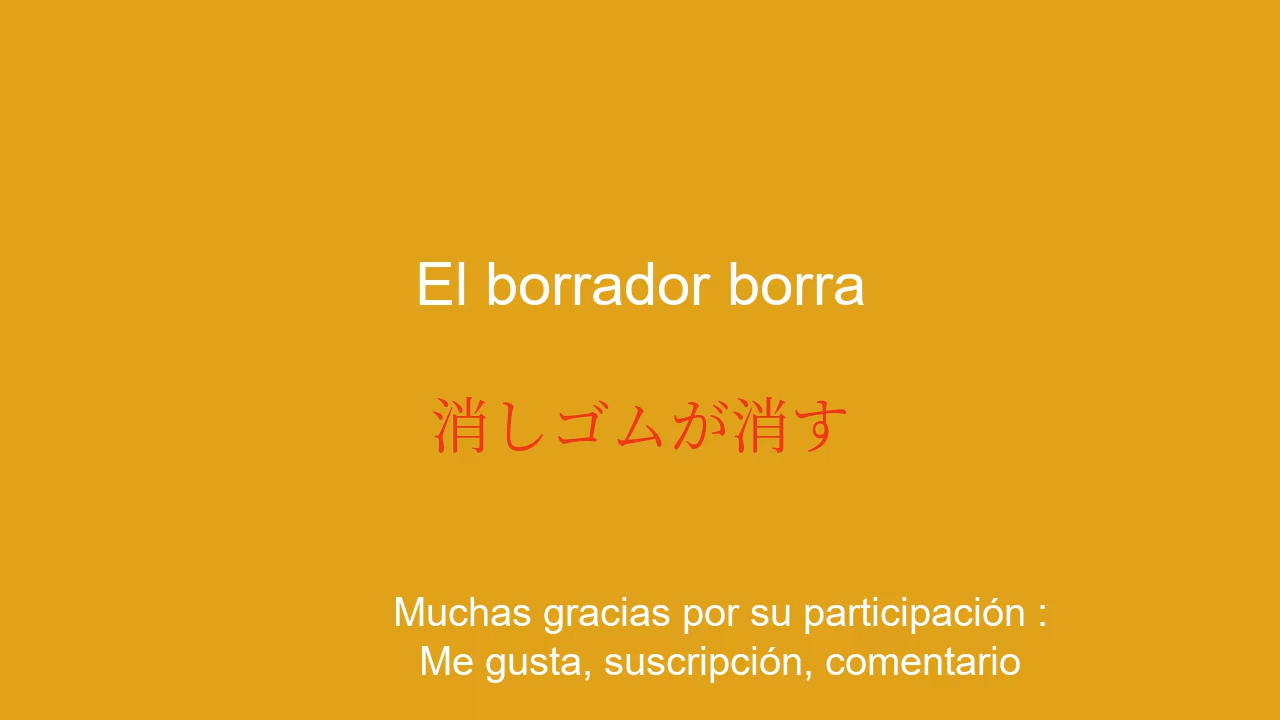 El borrador borra
消しゴムが消す
Muchas gracias por su participación :
Me gusta, suscripción, comentario